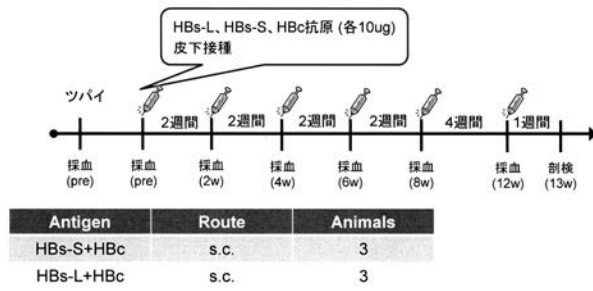 HBs-L、HBs-S、HBc抗原 (各10ug)
皮下接種
ツパイ
2週間 2週間 2週間 2週間 4週間 1週間
採血 採血 採血 採血 採血 採血 採血 剖検
(pre) (pre) (2w) (4w) (6w) (8w) (12w) (13w)
Antigen Route Animals
HBs-S+HBc s.c. 3
HBs-L+HBc s.c. 3